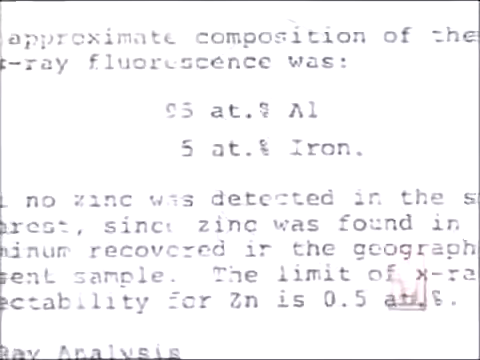 approximate composition of the
x-ray fluorescence was:
95 at.% Al
5 at.% Iron.
no zinc was detected in the s
rest, since zinc was found in
minum recovered in the geograph
sent sample. The limit of x-ra
ectability for Zn is 0.5 at.%.
Ray Analysis